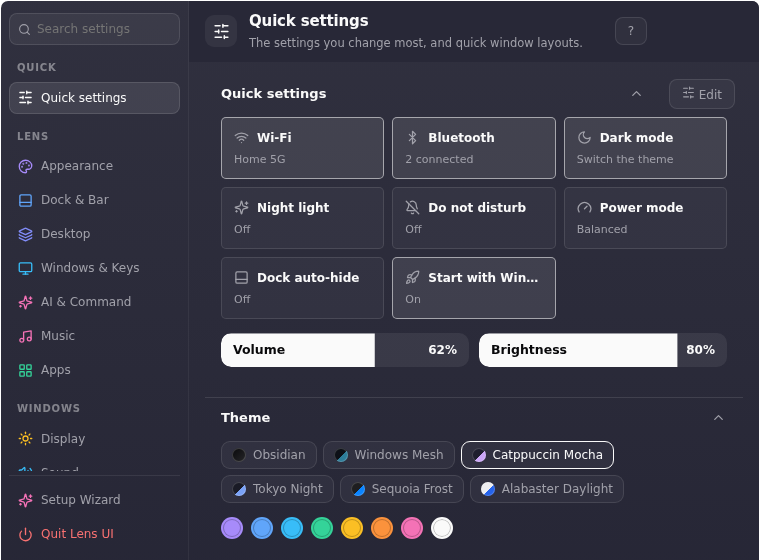 Search settings
QUICK
Quick settings
LENS
Appearance
Dock & Bar
Desktop
Windows & Keys
AI & Command
Music
Apps
WINDOWS
Display
Sound
Setup Wizard
Quit Lens UI
Quick settings
The settings you change most, and quick window layouts.
?
Quick settings
Edit
Wi-Fi
Home 5G
Bluetooth
2 connected
Dark mode
Switch the theme
Night light
Off
Do not disturb
Off
Power mode
Balanced
Dock auto-hide
Off
Start with Win...
On
Volume 62%
Brightness 80%
Theme
Obsidian Windows Mesh Catppuccin Mocha
Tokyo Night Sequoia Frost Alabaster Daylight